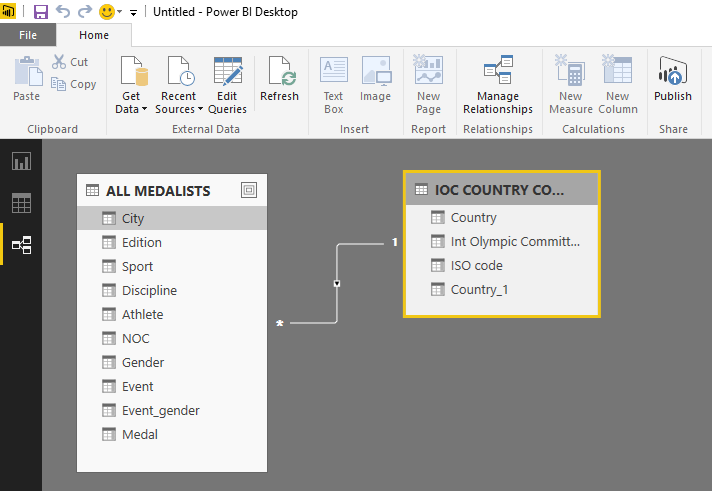 Untitled - Power BI Desktop
File Home
Paste Cut Copy Get Data Recent Sources Edit Queries Refresh Text Box Image New Page Manage Relationships New Measure New Column Publish
Clipboard External Data Insert Report Relationships Calculations Share
ALL MEDALISTS
City
Edition
Sport
Discipline
Athlete
NOC
Gender
Event
Event_gender
Medal
*
1
IOC COUNTRY CO...
Country
Int Olympic Committ...
ISO code
Country_1